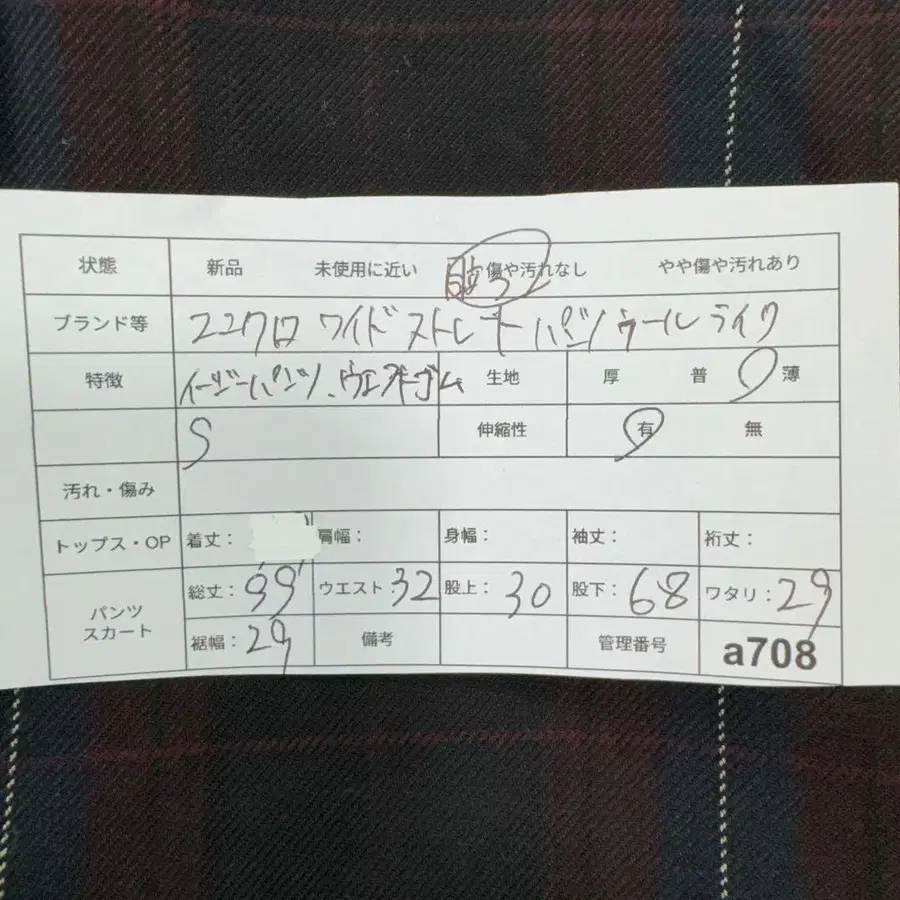 状態 新品 未使用に近い 傷や汚れなし やや傷や汚れあり
ブランド等 ユニクロ ワイドストレートパンツ ウールライク
特徴 イージーパンツ、ウエストゴム 生地 厚 普 薄
S 伸縮性 有 無
汚れ・傷み
トップス・OP 着丈: 肩幅: 身幅: 袖丈: 裄丈:
パンツ スカート 総丈: 99 ウエスト 32 股上: 30 股下: 68 ワタリ: 29
裾幅: 29 備考 管理番号 a708